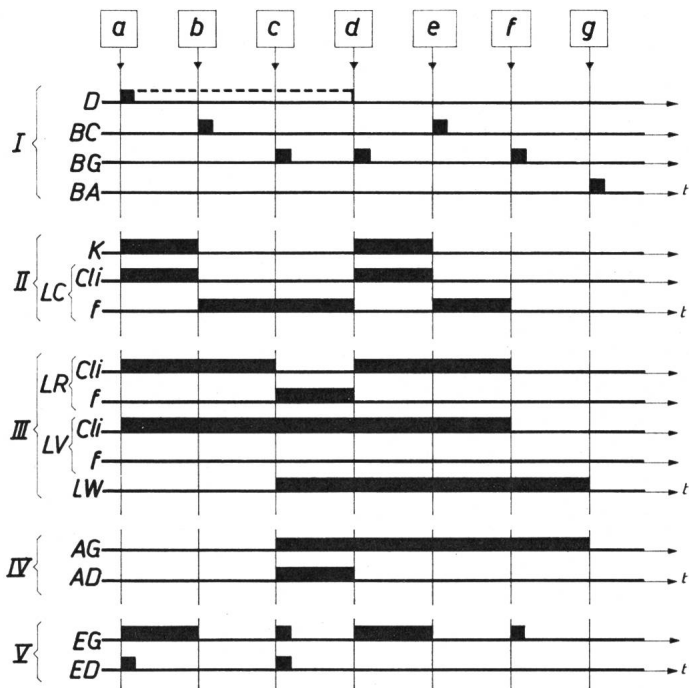 a b c d e f g
I D
BC
BG
BA t
K
II LC Cli
f t
LR Cli
f
III LV Cli
f
LW t
IV AG
AD t
V EG
ED t